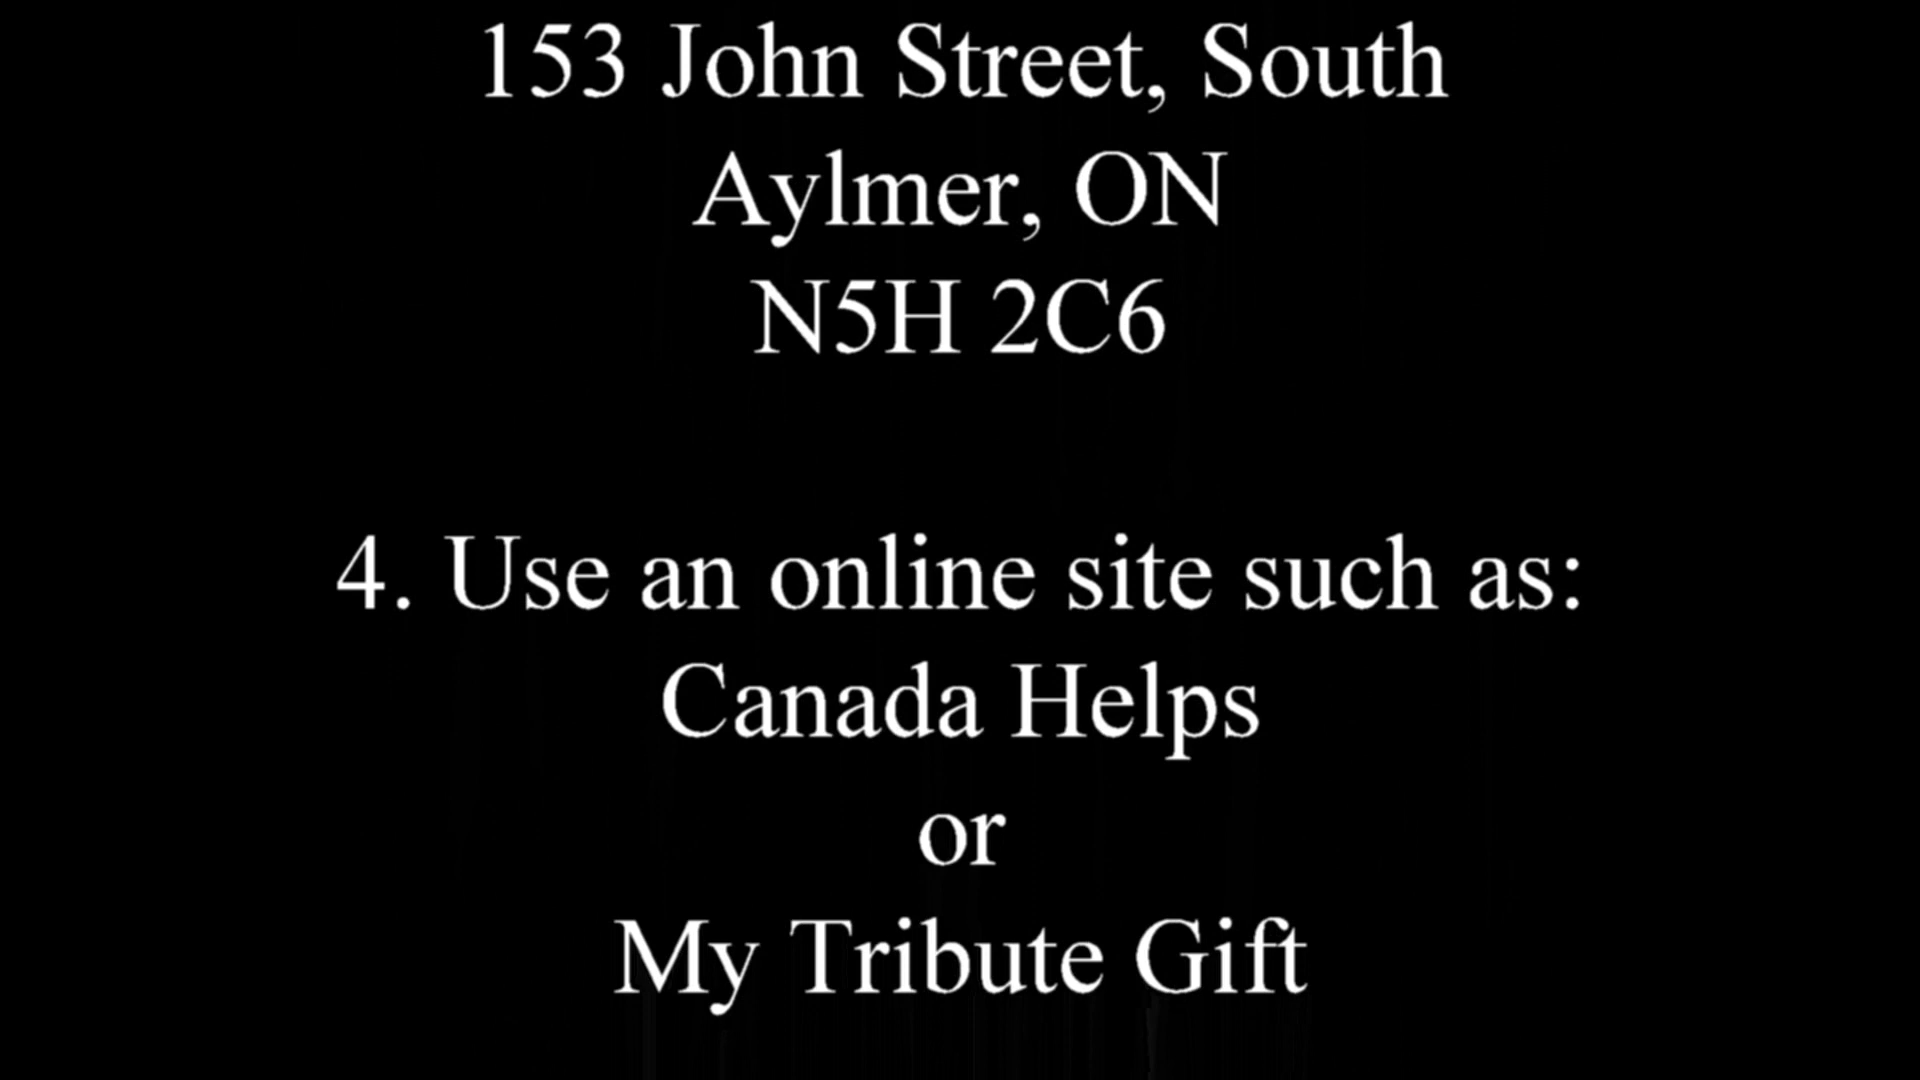 153 John Street, South
Aylmer, ON
N5H 2C6
4. Use an online site such as:
Canada Helps
or
My Tribute Gift